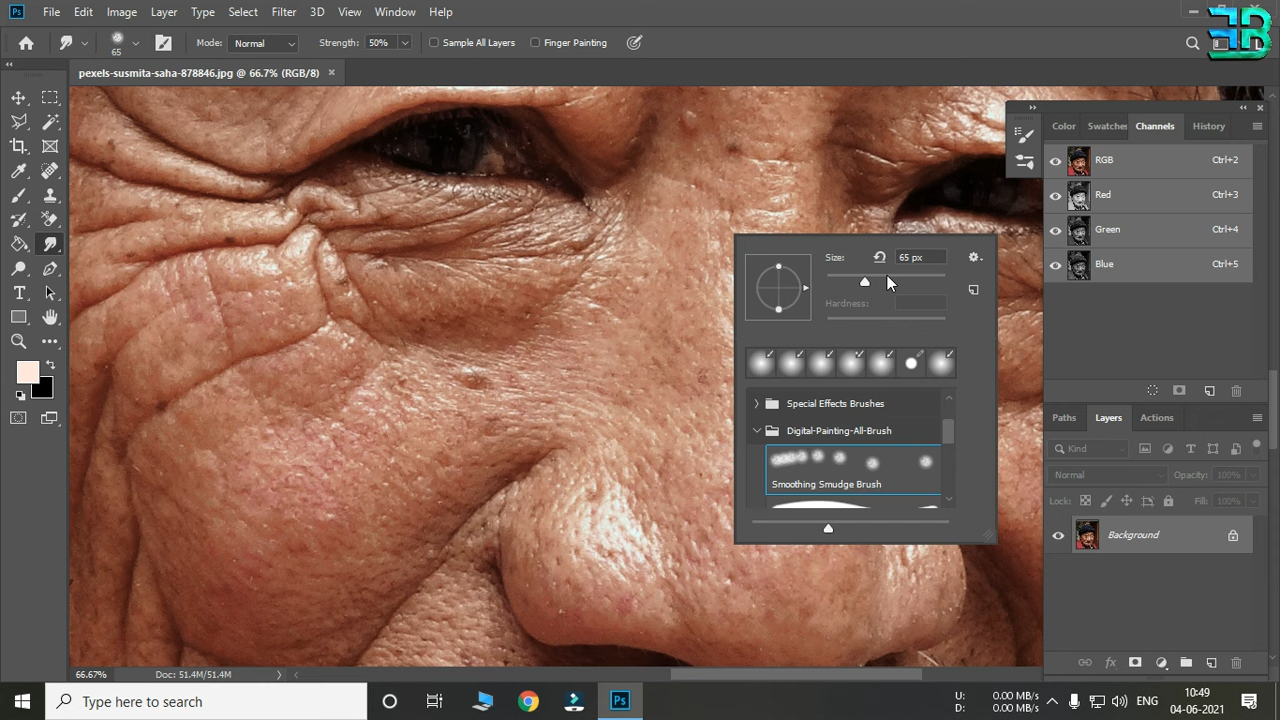 Ps File Edit Image Layer Type Select Filter 3D View Window Help
65 Mode: Normal Strength: 50% Sample All Layers Finger Painting
pexels-susmita-saha-878846.jpg @ 66.7% (RGB/8) ×
Color Swatches Channels History
RGB Ctrl+2
Red Ctrl+3
Green Ctrl+4
Blue Ctrl+5
Size: 65 px
Hardness:
Special Effects Brushes
Digital-Painting-All-Brush
Smoothing Smudge Brush
Paths Layers Actions
Kind
Normal Opacity: 100%
Lock: Fill: 100%
Background
66.67% Doc: 51.4M/51.4M
Type here to search
Ps
U: 0.00 MB/s
D: 0.00 MB/s
ENG
10:49
04-06-2021